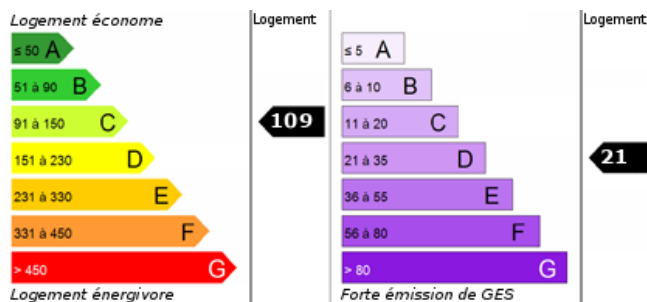 Logement économe
≤ 50 A
51 à 90 B
91 à 150 C
151 à 230 D
231 à 330 E
331 à 450 F
> 450 G
Logement énergivore
Logement
109
≤ 5 A
6 à 10 B
11 à 20 C
21 à 35 D
36 à 55 E
56 à 80 F
> 80 G
Forte émission de GES
Logement
21